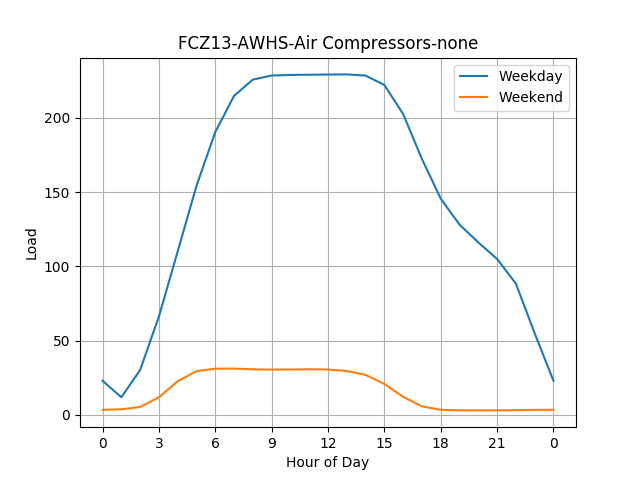 FCZ13-AWHS-Air Compressors-none
Weekday
Weekend
Load
200
150
100
50
0
0 3 6 9 12 15 18 21 0
Hour of Day